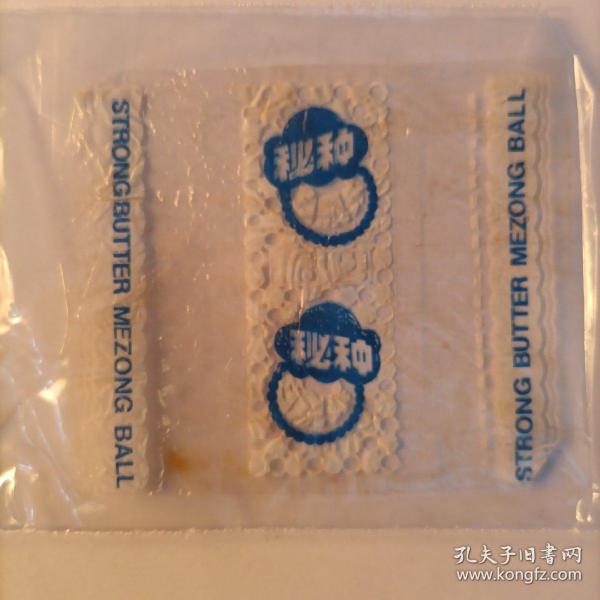 STRONG BUTTER MEZONG BALL
秘种
秘种
STRONG BUTTER MEZONG BALL
孔夫子旧书网
www.kongfz.com